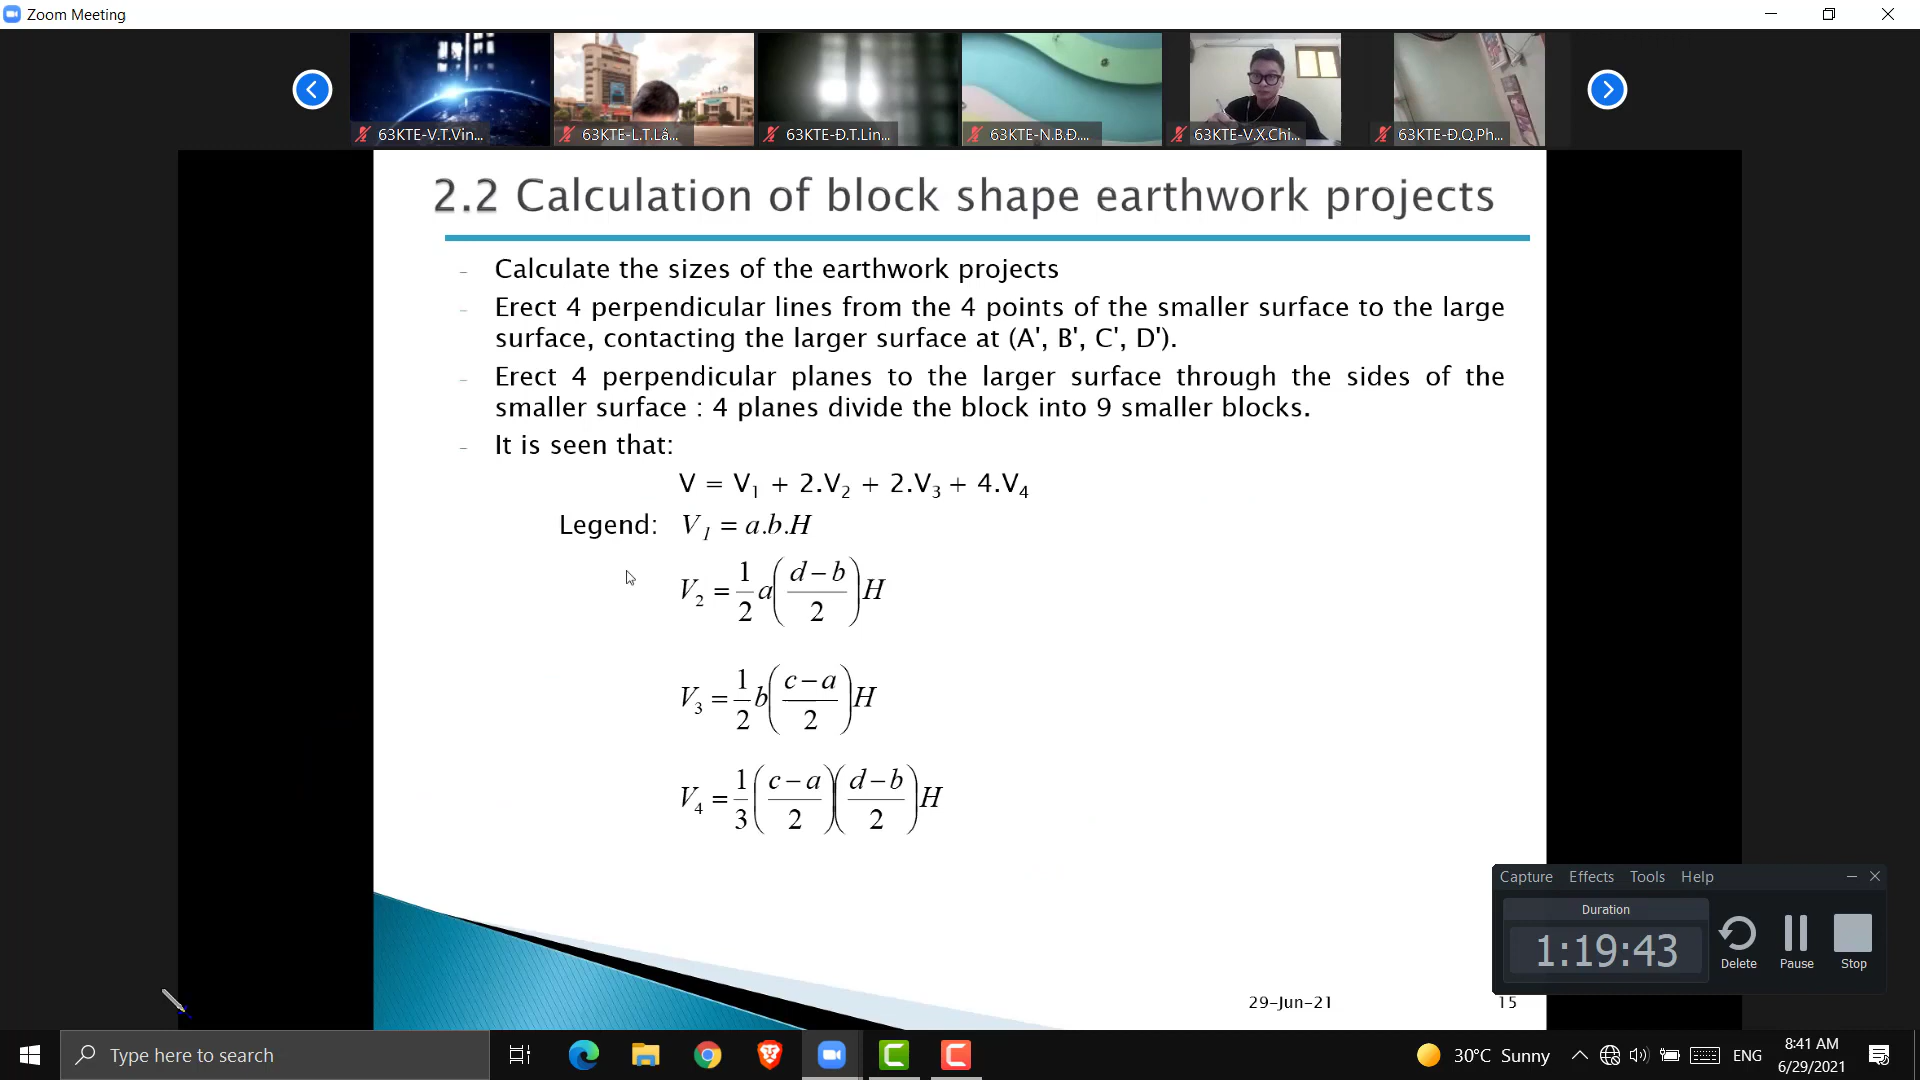 Zoom Meeting
63KTE-V.T.Vin...
63KTE-L.T.Lâ...
63KTE-Đ.T.Lin...
63KTE-N.B.Đ....
63KTE-V.X.Chi...
63KTE-Đ.Q.Ph...
2.2 Calculation of block shape earthwork projects
- Calculate the sizes of the earthwork projects
- Erect 4 perpendicular lines from the 4 points of the smaller surface to the large
surface, contacting the larger surface at (A', B', C', D').
- Erect 4 perpendicular planes to the larger surface through the sides of the
smaller surface : 4 planes divide the block into 9 smaller blocks.
- It is seen that:
V = V₁ + 2.V₂ + 2.V₃ + 4.V₄
Legend: V₁ = a.b.H
V₂ = 1/2 a((d − b)/2)H
V₃ = 1/2 b((c − a)/2)H
V₄ = 1/3 ((c − a)/2)((d − b)/2)H
29-Jun-21
15
Capture Effects Tools Help
Duration
1:19:43
Delete Pause Stop
Type here to search
30°C Sunny
ENG
8:41 AM
6/29/2021